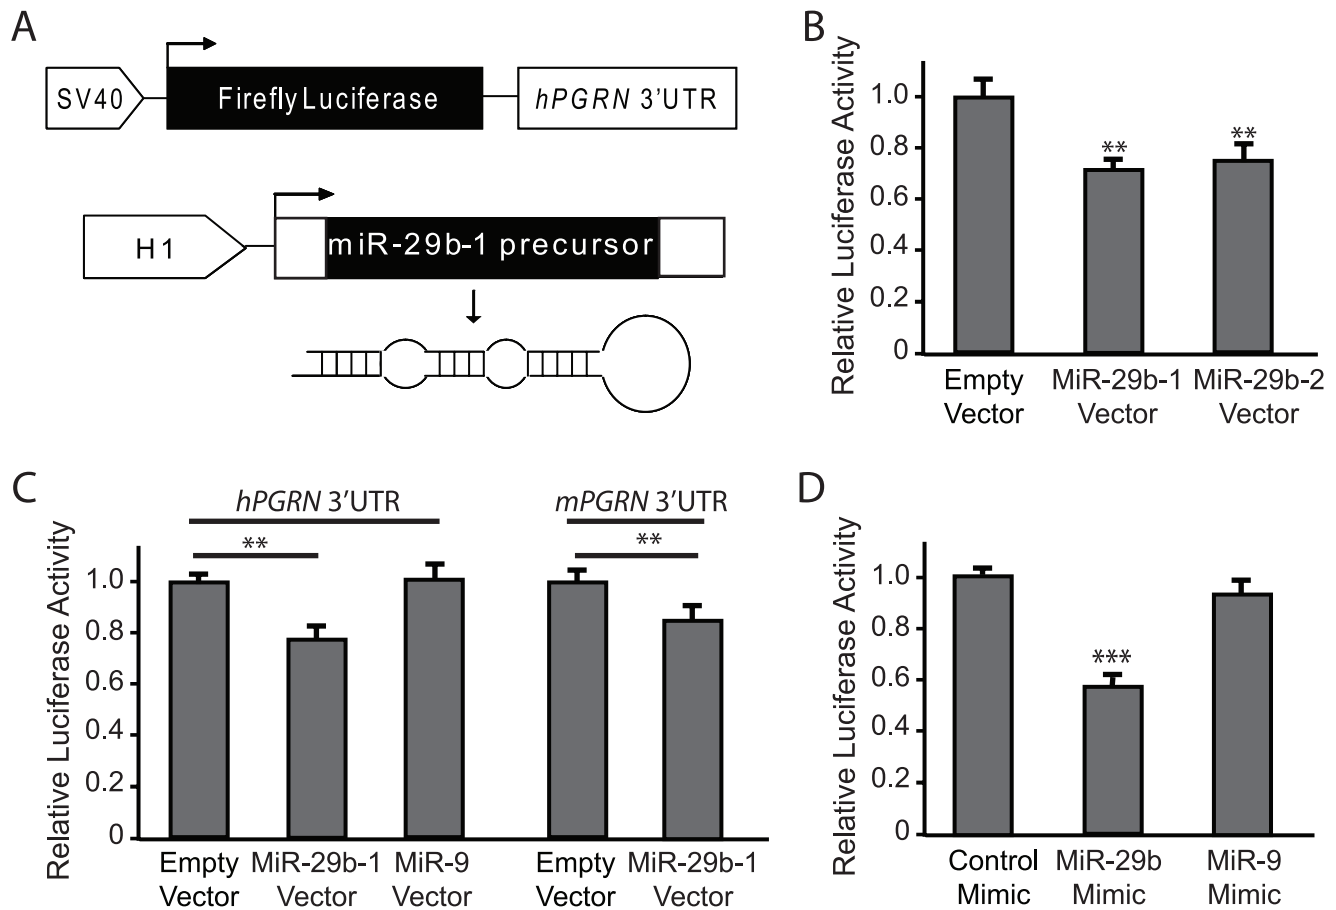 A
SV40
Firefly Luciferase
hPGRN 3'UTR
H1
miR-29b-1 precursor
B
Relative Luciferase Activity
1.0
0.8
0.6
0.4
0.2
0
**
**
Empty Vector
MiR-29b-1 Vector
MiR-29b-2 Vector
C
Relative Luciferase Activity
1.0
0.8
0.6
0.4
0.2
0
hPGRN 3'UTR
**
mPGRN 3'UTR
**
Empty Vector
MiR-29b-1 Vector
MiR-9 Vector
Empty Vector
MiR-29b-1 Vector
D
Relative Luciferase Activity
1.0
0.8
0.6
0.4
0.2
0
***
Control Mimic
MiR-29b Mimic
MiR-9 Mimic